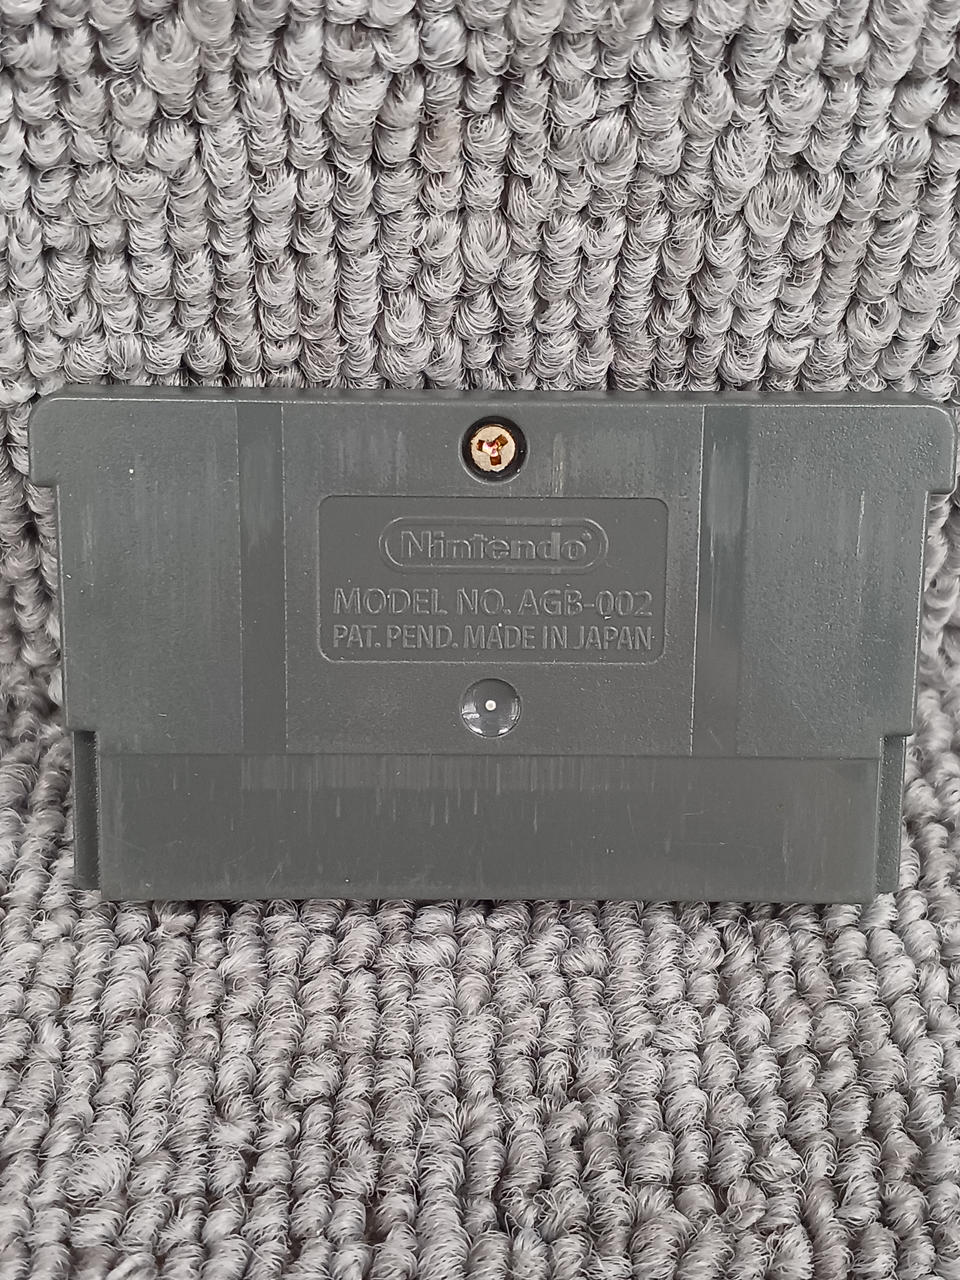 Nintendo®
MODEL NO. AGB-002
PAT. PEND. MADE IN JAPAN